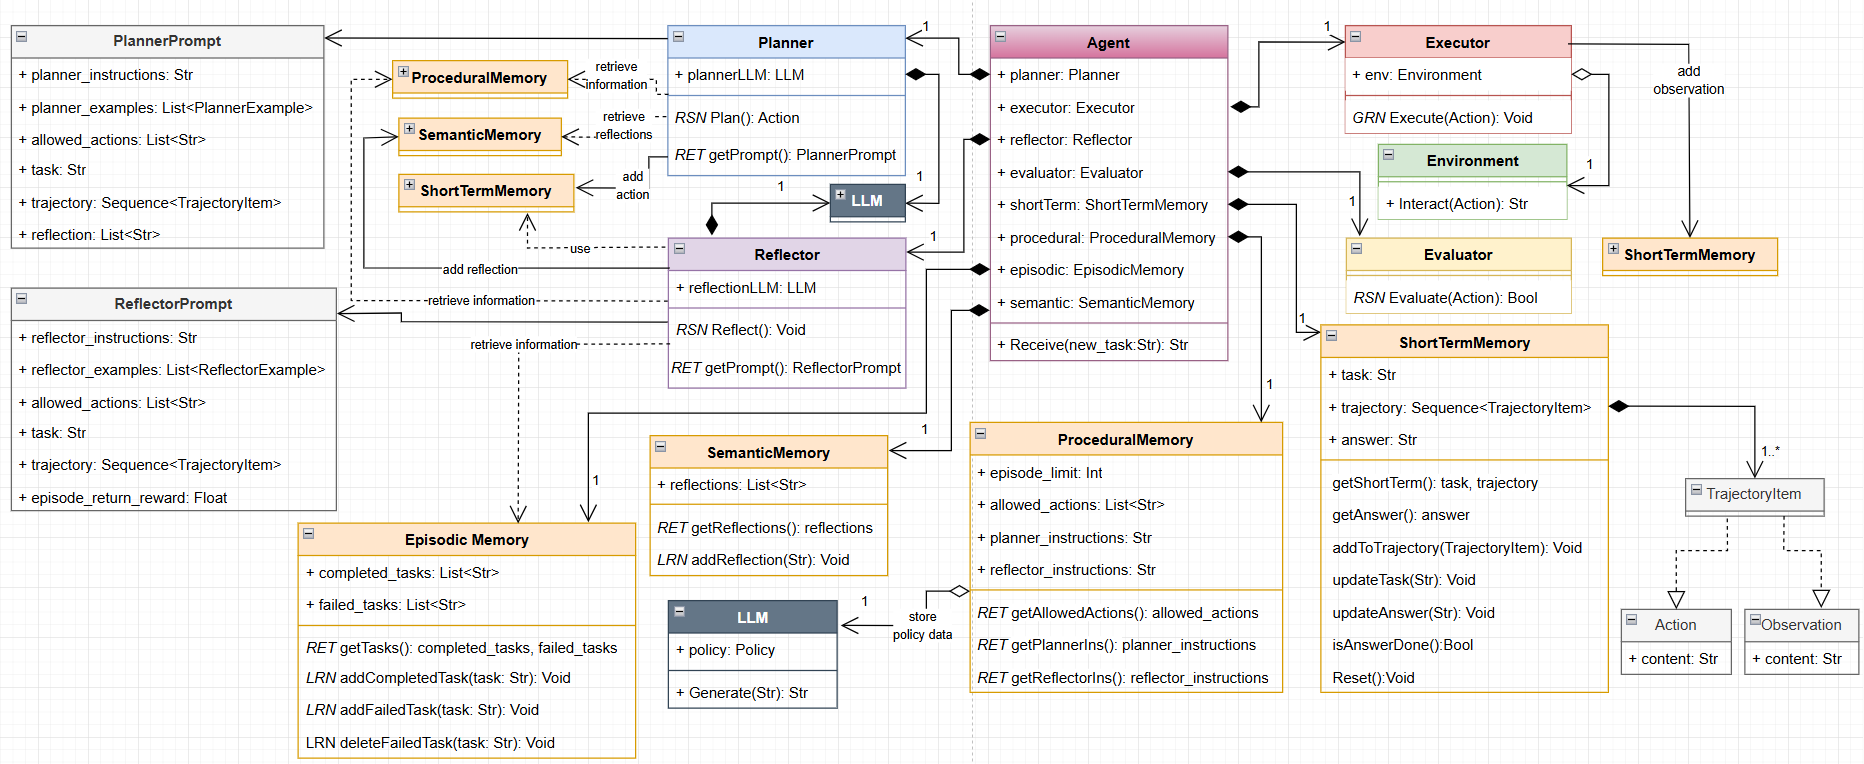 PlannerPrompt
+ planner_instructions: Str
+ planner_examples: List<PlannerExample>
+ allowed_actions: List<Str>
+ task: Str
+ trajectory: Sequence<TrajectoryItem>
+ reflection: List<Str>
ReflectorPrompt
+ reflector_instructions: Str
+ reflector_examples: List<ReflectorExample>
+ allowed_actions: List<Str>
+ task: Str
+ trajectory: Sequence<TrajectoryItem>
+ episode_return_reward: Float
ProceduralMemory
SemanticMemory
ShortTermMemory
retrieve
information
retrieve
reflections
add
action
use
add reflection
retrieve information
retrieve information
Planner
+ plannerLLM: LLM
RSN Plan(): Action
RET getPrompt(): PlannerPrompt
1
1
1
LLM
Reflector
+ reflectionLLM: LLM
RSN Reflect(): Void
RET getPrompt(): ReflectorPrompt
1
Agent
+ planner: Planner
+ executor: Executor
+ reflector: Reflector
+ evaluator: Evaluator
+ shortTerm: ShortTermMemory
+ procedural: ProceduralMemory
+ episodic: EpisodicMemory
+ semantic: SemanticMemory
+ Receive(new_task:Str): Str
1
Executor
+ env: Environment
GRN Execute(Action): Void
add
observation
Environment
+ Interact(Action): Str
1
1
Evaluator
RSN Evaluate(Action): Bool
ShortTermMemory
1
ShortTermMemory
+ task: Str
+ trajectory: Sequence<TrajectoryItem>
+ answer: Str
getShortTerm(): task, trajectory
getAnswer(): answer
addToTrajectory(TrajectoryItem): Void
updateTask(Str): Void
updateAnswer(Str): Void
isAnswerDone():Bool
Reset():Void
1..*
TrajectoryItem
Action
+ content: Str
Observation
+ content: Str
1
ProceduralMemory
+ episode_limit: Int
+ allowed_actions: List<Str>
+ planner_instructions: Str
+ reflector_instructions: Str
RET getAllowedActions(): allowed_actions
RET getPlannerIns(): planner_instructions
RET getReflectorIns(): reflector_instructions
1
SemanticMemory
+ reflections: List<Str>
RET getReflections(): reflections
LRN addReflection(Str): Void
1
Episodic Memory
+ completed_tasks: List<Str>
+ failed_tasks: List<Str>
RET getTasks(): completed_tasks, failed_tasks
LRN addCompletedTask(task: Str): Void
LRN addFailedTask(task: Str): Void
LRN deleteFailedTask(task: Str): Void
LLM
+ policy: Policy
+ Generate(Str): Str
1
store
policy data